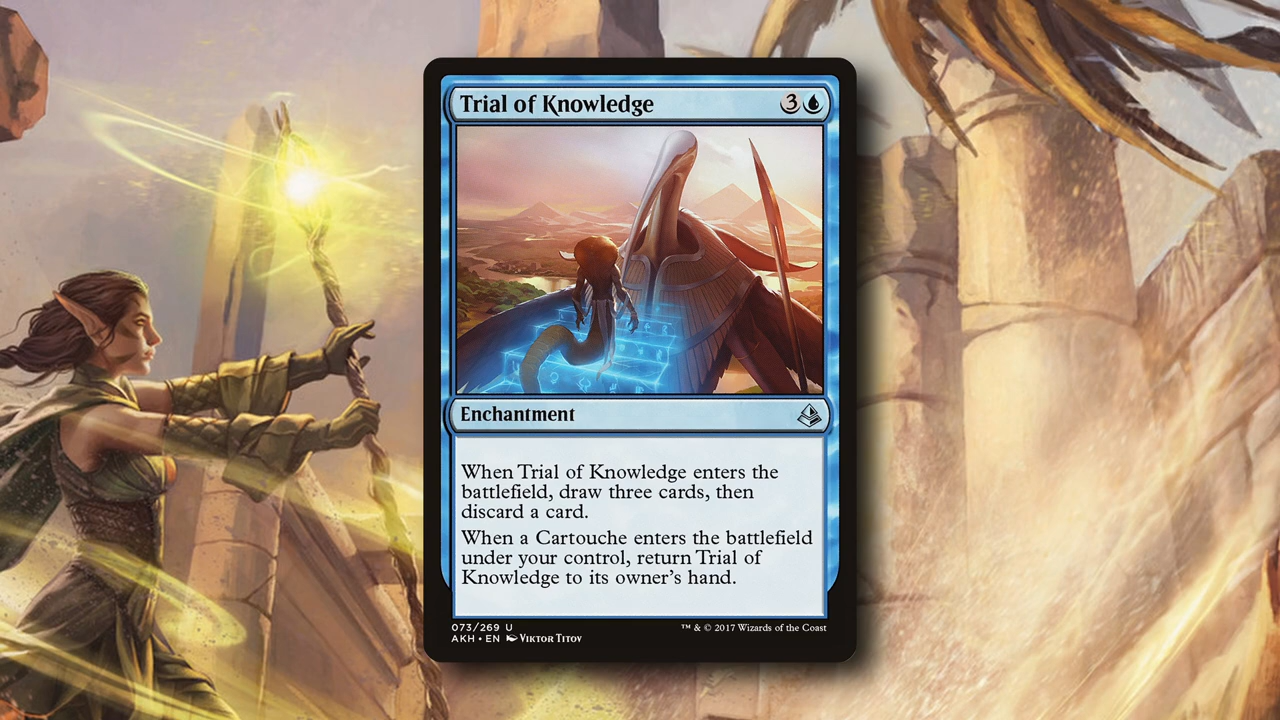 Trial of Knowledge 3
Enchantment
When Trial of Knowledge enters the
battlefield, draw three cards, then
discard a card.
When a Cartouche enters the battlefield
under your control, return Trial of
Knowledge to its owner's hand.
073/269 U
™ & © 2017 Wizards of the Coast
AKH • EN Viktor Titov